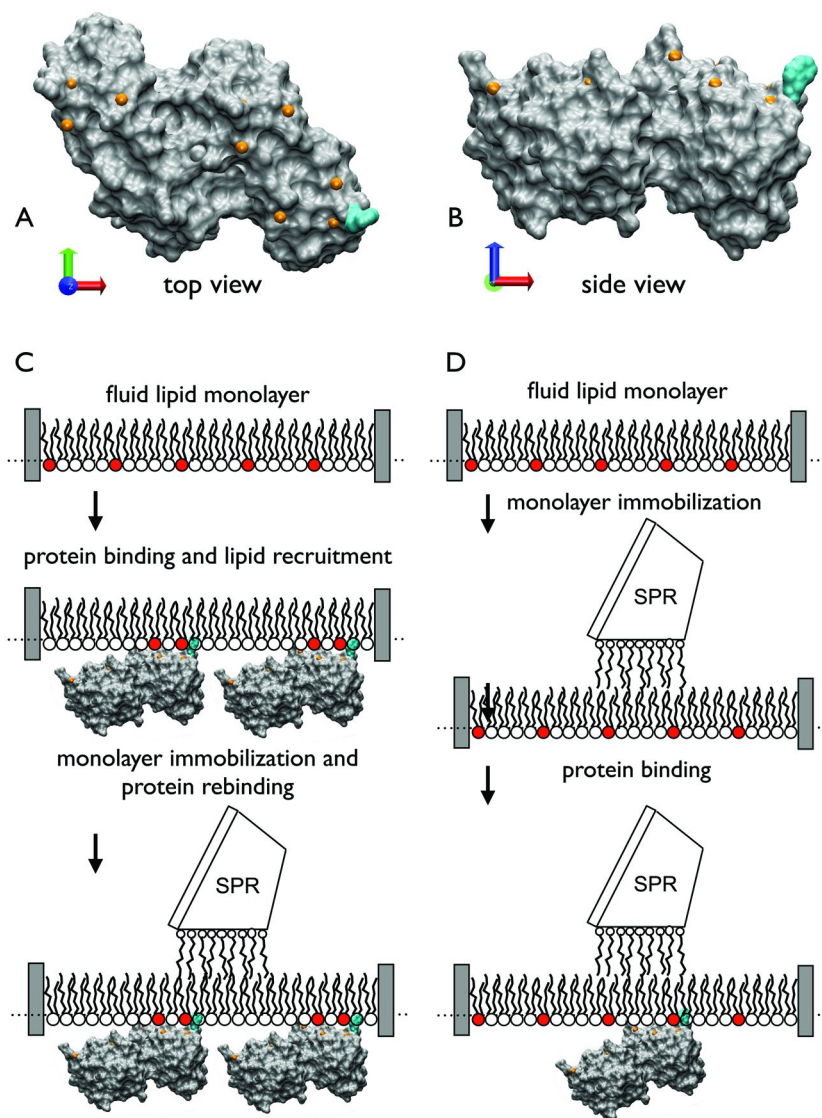 A
top view
B
side view
z
C
fluid lipid monolayer
protein binding and lipid recruitment
monolayer immobilization and
protein rebinding
SPR
D
fluid lipid monolayer
monolayer immobilization
SPR
protein binding
SPR